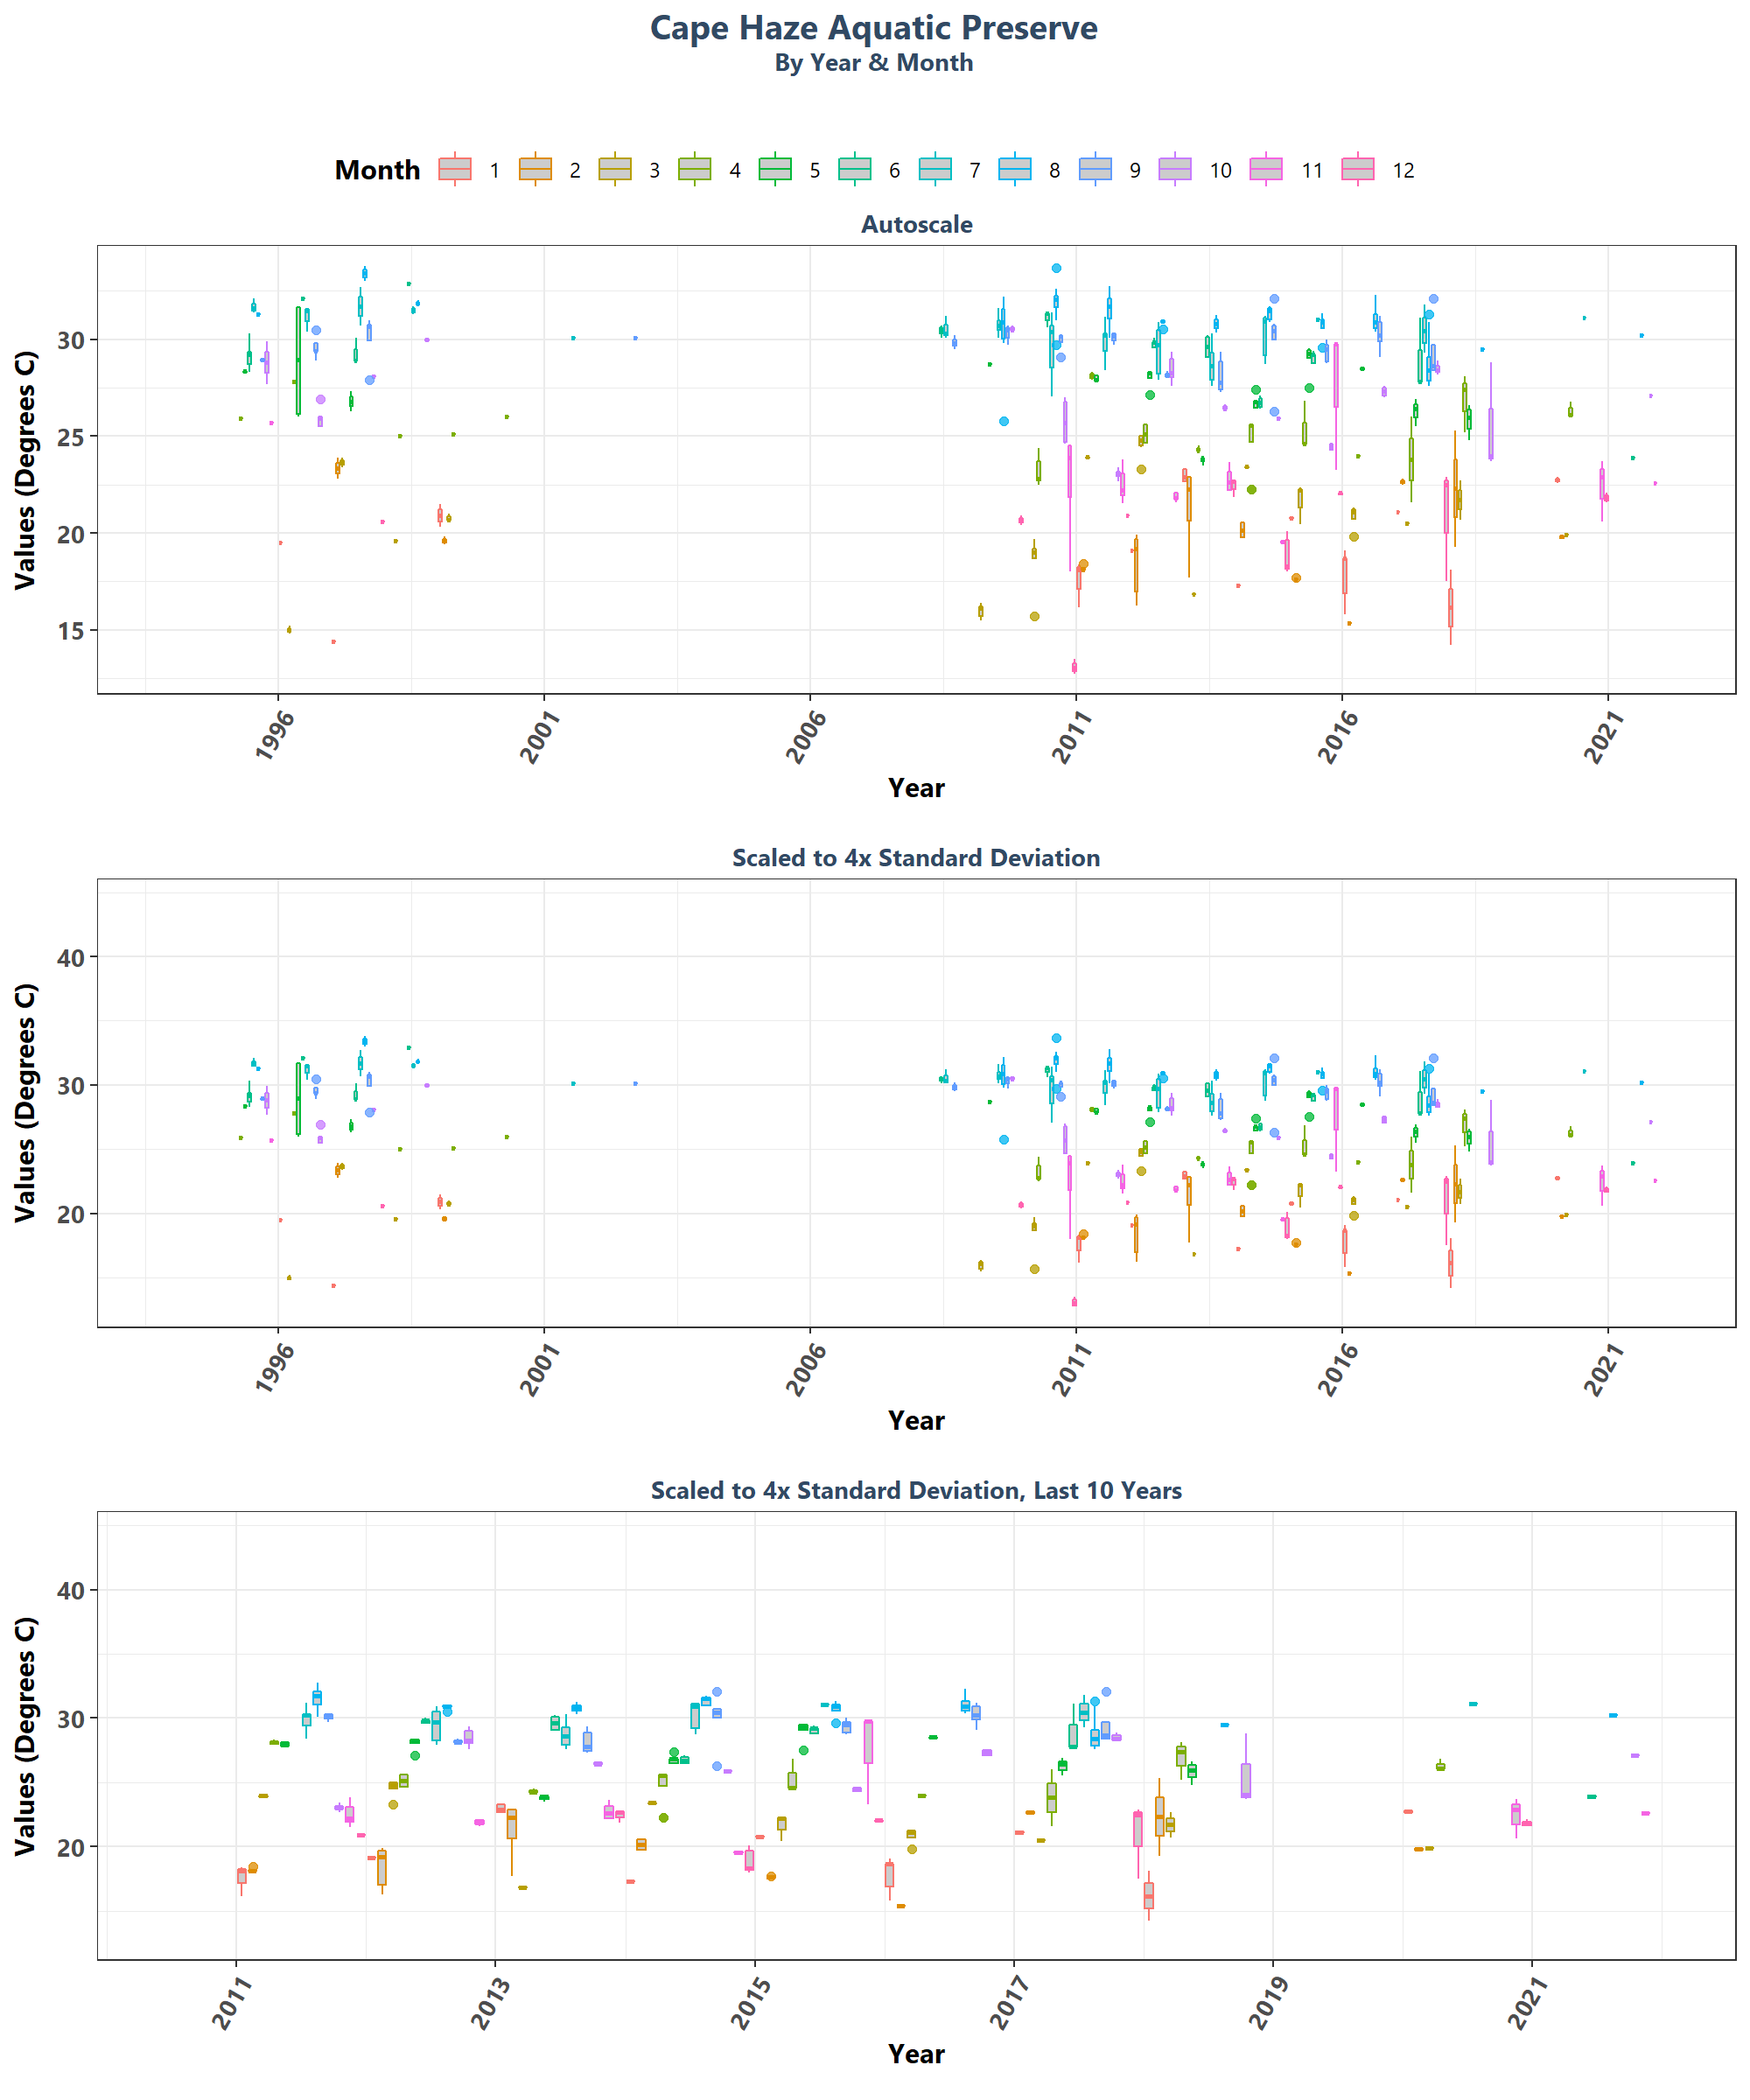 Cape Haze Aquatic Preserve
By Year & Month
Month 1 2 3 4 5 6 7 8 9 10 11 12
Autoscale
Values (Degrees C)
30
25
20
15
1996 2001 2006 2011 2016 2021
Year
Scaled to 4x Standard Deviation
Values (Degrees C)
40
30
20
1996 2001 2006 2011 2016 2021
Year
Scaled to 4x Standard Deviation, Last 10 Years
Values (Degrees C)
40
30
20
2011 2013 2015 2017 2019 2021
Year